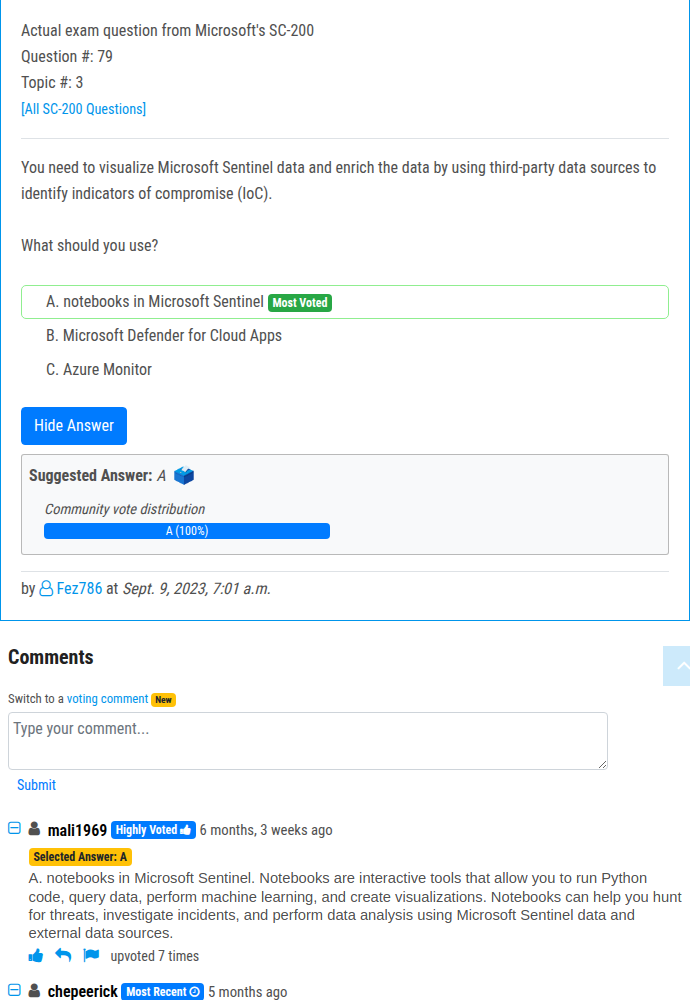 Actual exam question from Microsoft's SC-200
Question #: 79
Topic #: 3
[All SC-200 Questions]
You need to visualize Microsoft Sentinel data and enrich the data by using third-party data sources to
identify indicators of compromise (IoC).
What should you use?
A. notebooks in Microsoft Sentinel Most Voted
B. Microsoft Defender for Cloud Apps
C. Azure Monitor
Hide Answer
Suggested Answer: A
Community vote distribution
A (100%)
by Fez786 at Sept. 9, 2023, 7:01 a.m.
Comments
Switch to a voting comment New
Type your comment...
Submit
mali1969 Highly Voted 6 months, 3 weeks ago
Selected Answer: A
A. notebooks in Microsoft Sentinel. Notebooks are interactive tools that allow you to run Python
code, query data, perform machine learning, and create visualizations. Notebooks can help you hunt
for threats, investigate incidents, and perform data analysis using Microsoft Sentinel data and
external data sources.
upvoted 7 times
chepeerick Most Recent 5 months ago